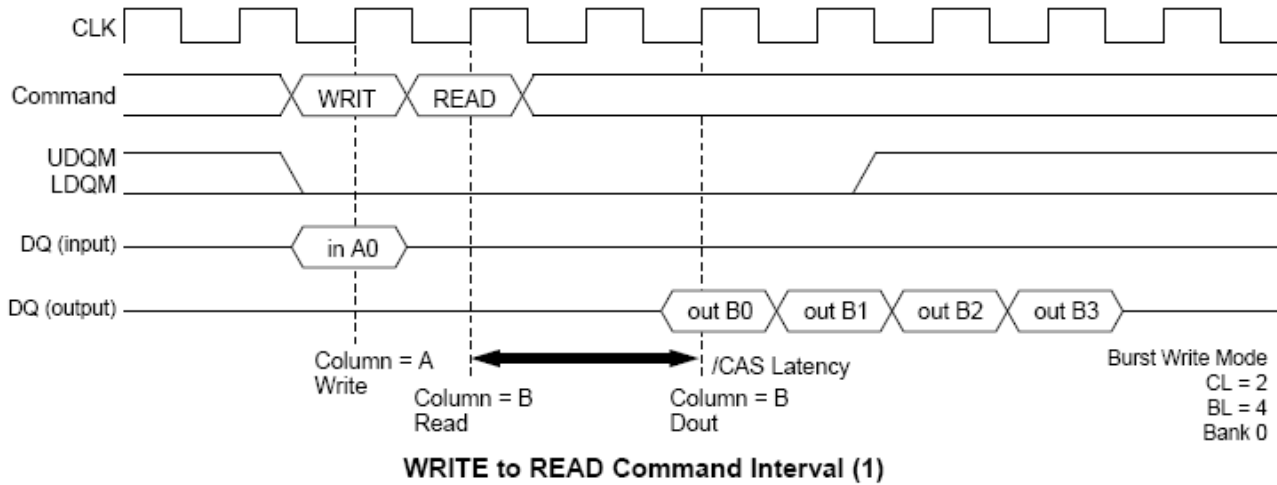 CLK
Command
WRIT
READ
UDQM
LDQM
DQ (input)
in A0
DQ (output)
out B0
out B1
out B2
out B3
Column = A
Write
Column = B
Read
/CAS Latency
Column = B
Dout
Burst Write Mode
CL = 2
BL = 4
Bank 0
WRITE to READ Command Interval (1)